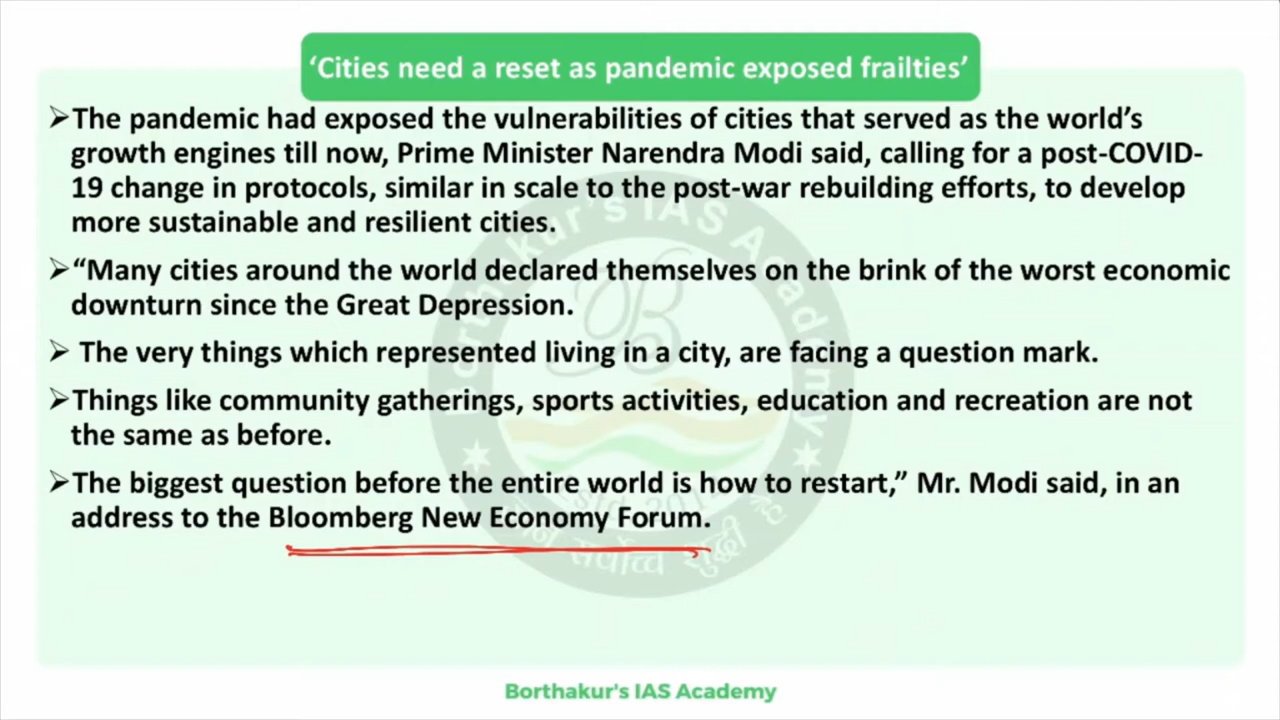 ‘Cities need a reset as pandemic exposed frailties’
➢The pandemic had exposed the vulnerabilities of cities that served as the world’s
growth engines till now, Prime Minister Narendra Modi said, calling for a post-COVID-
19 change in protocols, similar in scale to the post-war rebuilding efforts, to develop
more sustainable and resilient cities.
➢“Many cities around the world declared themselves on the brink of the worst economic
downturn since the Great Depression.
➢ The very things which represented living in a city, are facing a question mark.
➢Things like community gatherings, sports activities, education and recreation are not
the same as before.
➢The biggest question before the entire world is how to restart,” Mr. Modi said, in an
address to the Bloomberg New Economy Forum.
Borthakur's IAS Academy
Borthakur's IAS Academy